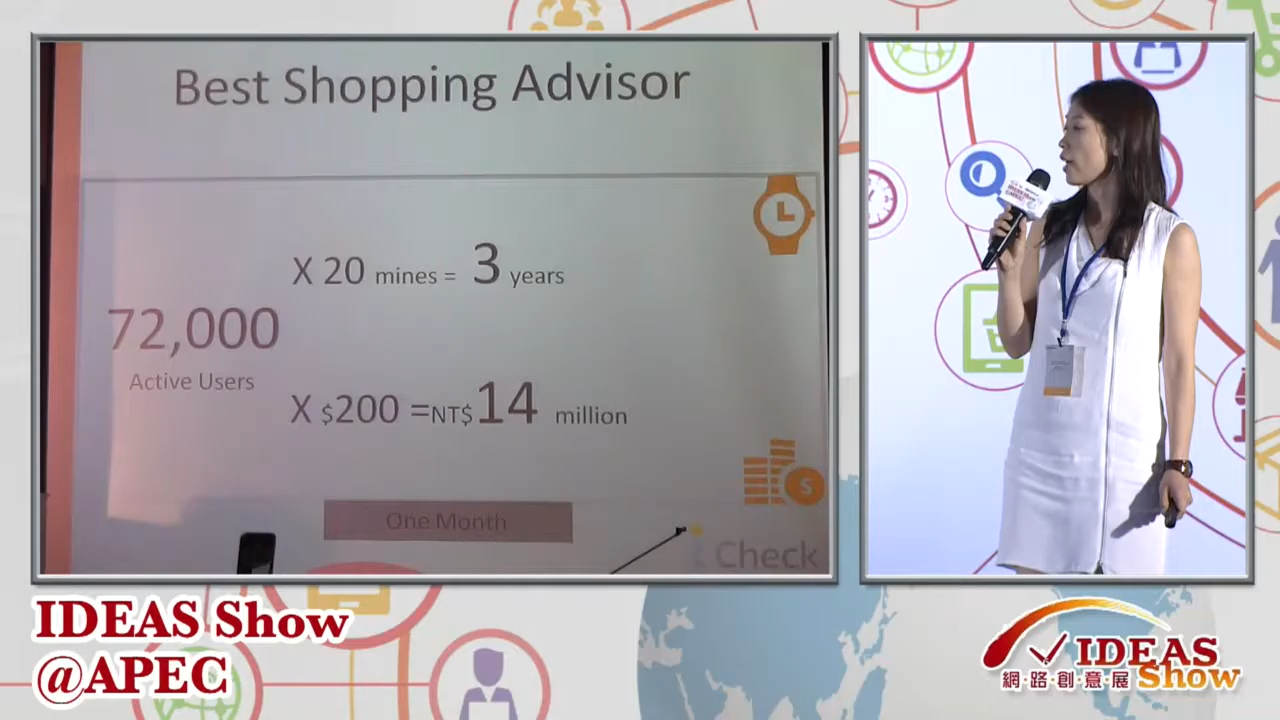 Best Shopping Advisor
X 20 mines = 3 years
72,000
Active Users
X $200 =NT$14 million
One Month
Check
IDEAS Show
@APEC
IDEAS
網路創意展 Show